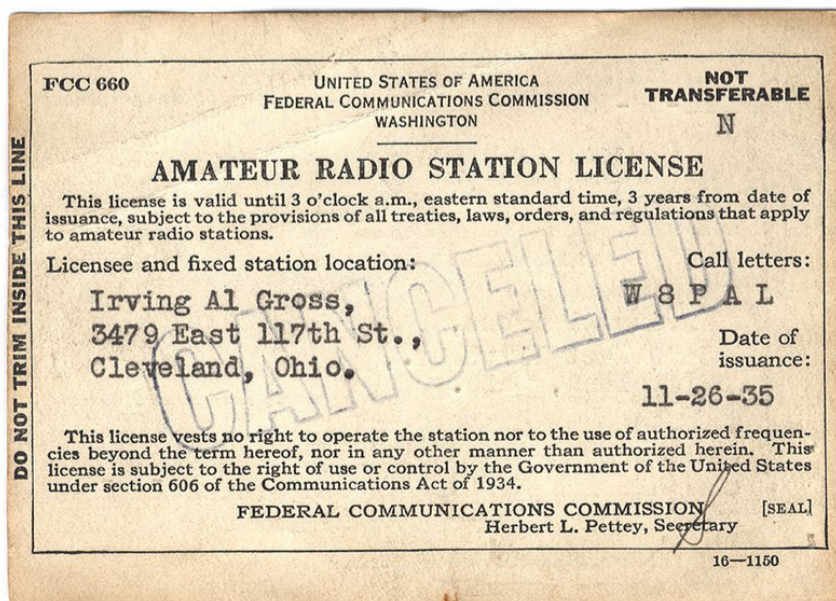 FCC 660
UNITED STATES OF AMERICA
FEDERAL COMMUNICATIONS COMMISSION
WASHINGTON
NOT
TRANSFERABLE
N
AMATEUR RADIO STATION LICENSE
This license is valid until 3 o'clock a.m., eastern standard time, 3 years from date of
issuance, subject to the provisions of all treaties, laws, orders, and regulations that apply
to amateur radio stations.
Licensee and fixed station location:
Irving Al Gross,
3479 East 117th St.,
Cleveland, Ohio.
Call letters:
W 8 P A L
Date of
issuance:
11-26-35
CANCELED
This license vests no right to operate the station nor to the use of authorized frequen-
cies beyond the term hereof, nor in any other manner than authorized herein. This
license is subject to the right of use or control by the Government of the United States
under section 606 of the Communications Act of 1934.
FEDERAL COMMUNICATIONS COMMISSION
Herbert L. Pettey, Secretary
[SEAL]
16—1150
DO NOT TRIM INSIDE THIS LINE